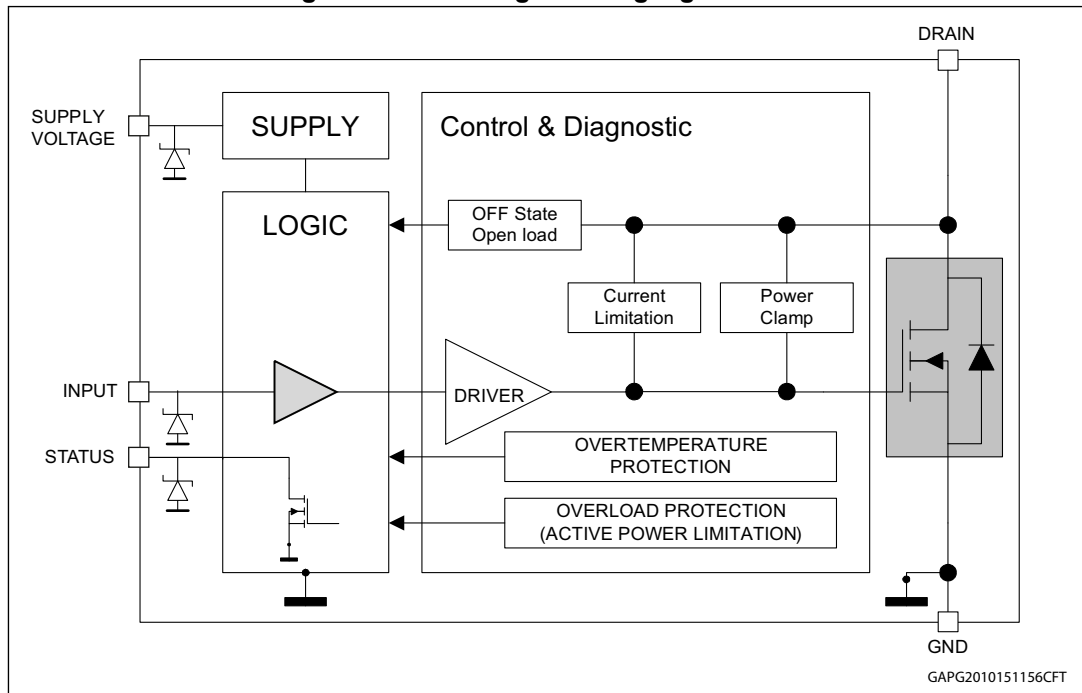 DRAIN
SUPPLY
VOLTAGE
SUPPLY
Control & Diagnostic
LOGIC
OFF State
Open load
Current
Limitation
Power
Clamp
INPUT
DRIVER
STATUS
OVERTEMPERATURE
PROTECTION
OVERLOAD PROTECTION
(ACTIVE POWER LIMITATION)
GND
GAPG2010151156CFT